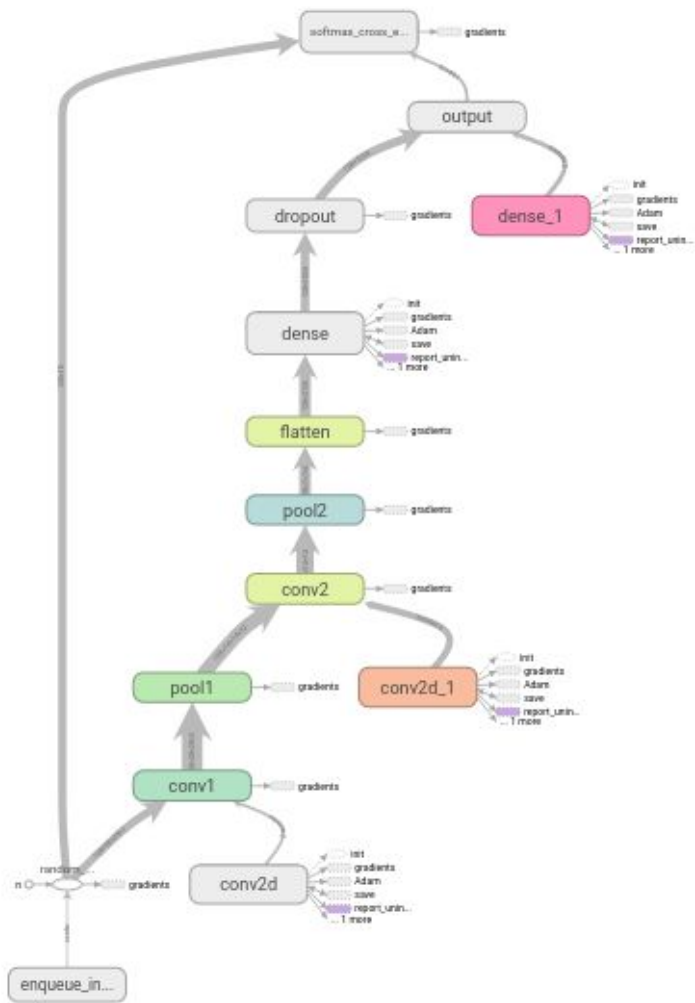 softmax_cross_e...
gradients
output
dropout
gradients
dense_1
init
gradients
Adam
save
report_unin...
... 1 more
dense
init
gradients
Adam
save
report_unin...
... 1 more
flatten
gradients
pool2
gradients
conv2
gradients
pool1
gradients
conv2d_1
init
gradients
Adam
save
report_unin...
... 1 more
conv1
gradients
n
gradients
conv2d
init
gradients
Adam
save
report_unin...
... 1 more
enqueue_in...